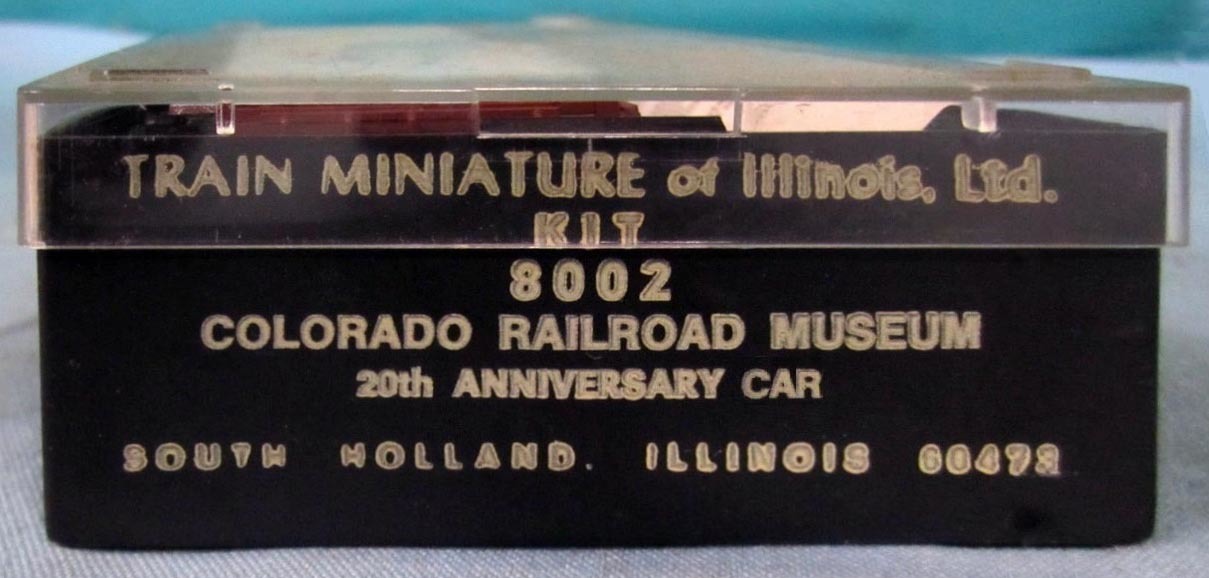 TRAIN MINIATURE of Illinois, Ltd.
KIT
8002
COLORADO RAILROAD MUSEUM
20th ANNIVERSARY CAR
SOUTH HOLLAND, ILLINOIS 60473